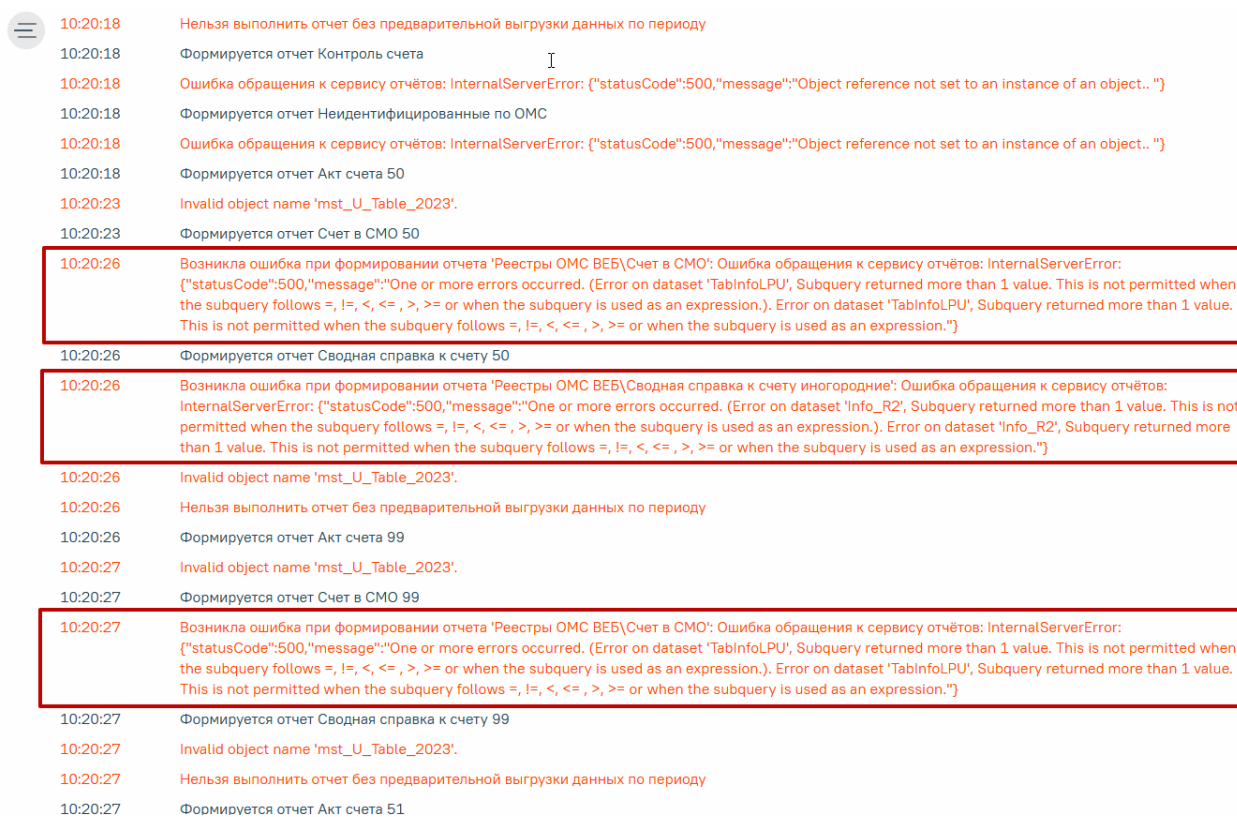 10:20:18 Нельзя выполнить отчет без предварительной выгрузки данных по периоду
10:20:18 Формируется отчет Контроль счета
10:20:18 Ошибка обращения к сервису отчётов: InternalServerError: {"statusCode":500,"message":"Object reference not set to an instance of an object.. "}
10:20:18 Формируется отчет Неидентифицированные по ОМС
10:20:18 Ошибка обращения к сервису отчётов: InternalServerError: {"statusCode":500,"message":"Object reference not set to an instance of an object.. "}
10:20:18 Формируется отчет Акт счета 50
10:20:23 Invalid object name 'mst_U_Table_2023'.
10:20:23 Формируется отчет Счет в СМО 50
10:20:26 Возникла ошибка при формировании отчета 'Реестры ОМС ВЕБ\Счет в СМО': Ошибка обращения к сервису отчётов: InternalServerError:
{"statusCode":500,"message":"One or more errors occurred. (Error on dataset 'TabInfoLPU', Subquery returned more than 1 value. This is not permitted when
the subquery follows =, !=, <, <= , >, >= or when the subquery is used as an expression.). Error on dataset 'TabInfoLPU', Subquery returned more than 1 value.
This is not permitted when the subquery follows =, !=, <, <= , >, >= or when the subquery is used as an expression."}
10:20:26 Формируется отчет Сводная справка к счету 50
10:20:26 Возникла ошибка при формировании отчета 'Реестры ОМС ВЕБ\Сводная справка к счету иногородние': Ошибка обращения к сервису отчётов:
InternalServerError: {"statusCode":500,"message":"One or more errors occurred. (Error on dataset 'Info_R2', Subquery returned more than 1 value. This is not
permitted when the subquery follows =, !=, <, <= , >, >= or when the subquery is used as an expression.). Error on dataset 'Info_R2', Subquery returned more
than 1 value. This is not permitted when the subquery follows =, !=, <, <= , >, >= or when the subquery is used as an expression."}
10:20:26 Invalid object name 'mst_U_Table_2023'.
10:20:26 Нельзя выполнить отчет без предварительной выгрузки данных по периоду
10:20:26 Формируется отчет Акт счета 99
10:20:27 Invalid object name 'mst_U_Table_2023'.
10:20:27 Формируется отчет Счет в СМО 99
10:20:27 Возникла ошибка при формировании отчета 'Реестры ОМС ВЕБ\Счет в СМО': Ошибка обращения к сервису отчётов: InternalServerError:
{"statusCode":500,"message":"One or more errors occurred. (Error on dataset 'TabInfoLPU', Subquery returned more than 1 value. This is not permitted when
the subquery follows =, !=, <, <= , >, >= or when the subquery is used as an expression.). Error on dataset 'TabInfoLPU', Subquery returned more than 1 value.
This is not permitted when the subquery follows =, !=, <, <= , >, >= or when the subquery is used as an expression."}
10:20:27 Формируется отчет Сводная справка к счету 99
10:20:27 Invalid object name 'mst_U_Table_2023'.
10:20:27 Нельзя выполнить отчет без предварительной выгрузки данных по периоду
10:20:27 Формируется отчет Акт счета 51